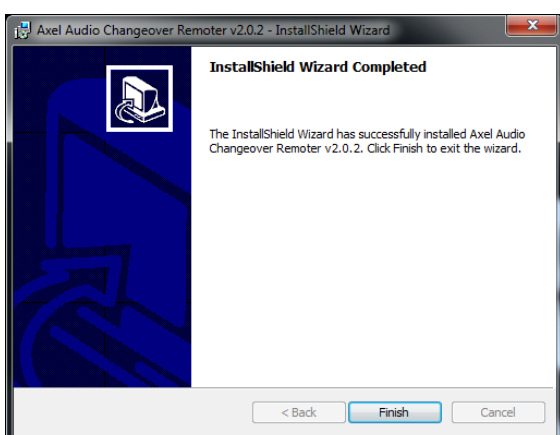 Axel Audio Changeover Remoter v2.0.2 - InstallShield Wizard
InstallShield Wizard Completed
The InstallShield Wizard has successfully installed Axel Audio
Changeover Remoter v2.0.2. Click Finish to exit the wizard.
< Back Finish Cancel